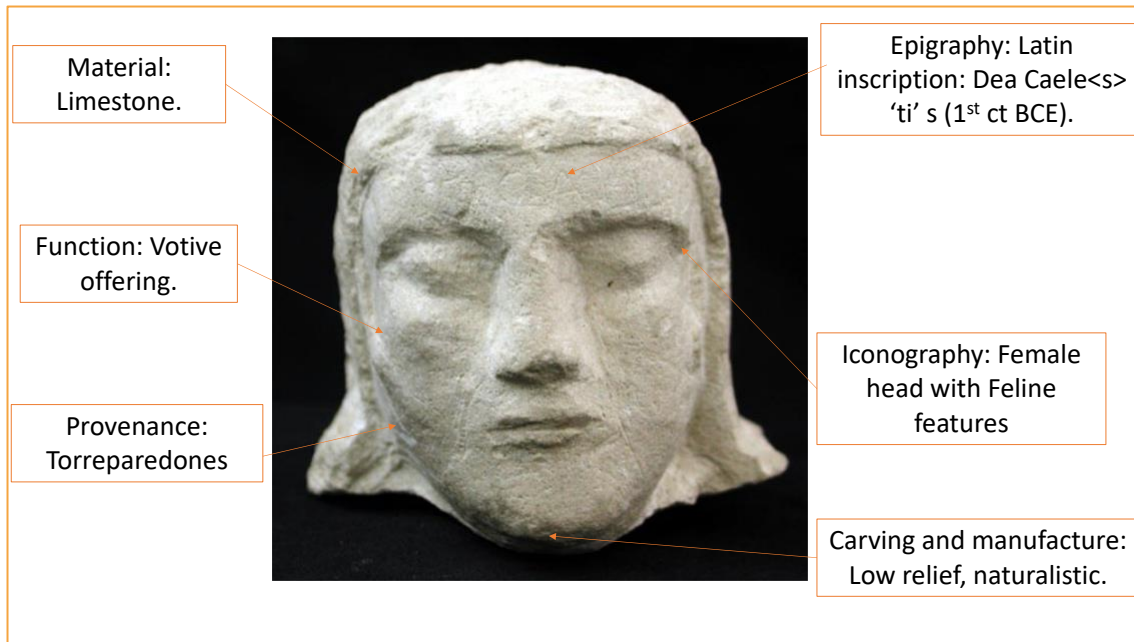 Material:
Limestone.
Epigraphy: Latin
inscription: Dea Caele<s>
‘ti’ s (1st ct BCE).
Function: Votive
offering.
Iconography: Female
head with Feline
features
Provenance:
Torreparedones
Carving and manufacture:
Low relief, naturalistic.